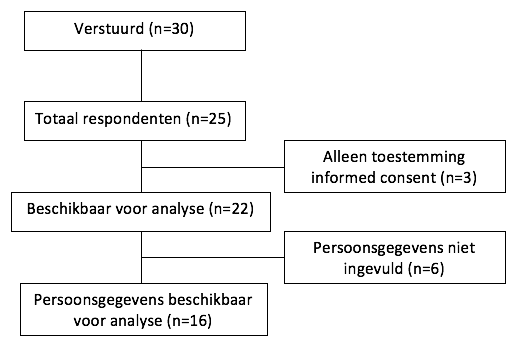 Verstuurd (n=30)
Totaal respondenten (n=25)
Alleen toestemming
informed consent (n=3)
Beschikbaar voor analyse (n=22)
Persoonsgegevens niet
ingevuld (n=6)
Persoonsgegevens beschikbaar
voor analyse (n=16)